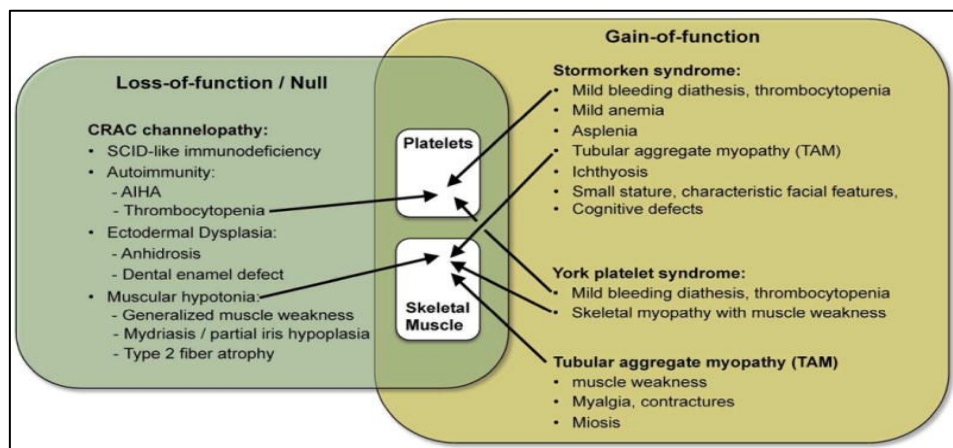 Loss-of-function / Null
CRAC channelopathy:
• SCID-like immunodeficiency
• Autoimmunity:
- AIHA
- Thrombocytopenia
• Ectodermal Dysplasia:
- Anhidrosis
- Dental enamel defect
• Muscular hypotonia:
- Generalized muscle weakness
- Mydriasis / partial iris hypoplasia
- Type 2 fiber atrophy
Platelets
Skeletal
Muscle
Gain-of-function
Stormorken syndrome:
• Mild bleeding diathesis, thrombocytopenia
• Mild anemia
• Asplenia
• Tubular aggregate myopathy (TAM)
• Ichthyosis
• Small stature, characteristic facial features,
• Cognitive defects
York platelet syndrome:
• Mild bleeding diathesis, thrombocytopenia
• Skeletal myopathy with muscle weakness
Tubular aggregate myopathy (TAM)
• muscle weakness
• Myalgia, contractures
• Miosis